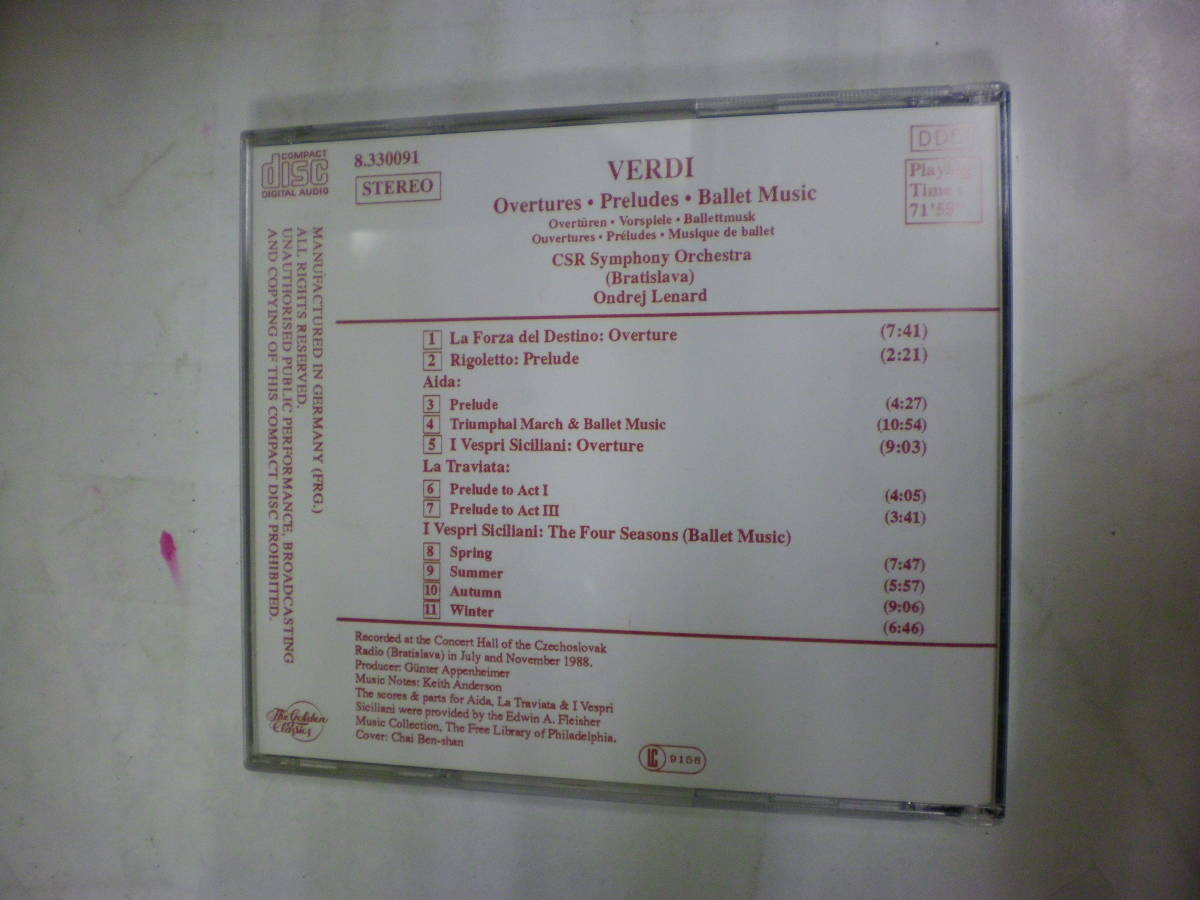 COMPACT
disc
DIGITAL AUDIO
8.330091
STEREO
VERDI
Overtures • Preludes • Ballet Music
Overtüren • Vorspiele • Ballettmusk
Ouvertures • Préludes • Musique de ballet
CSR Symphony Orchestra
(Bratislava)
Ondrej Lenard
Playing
Time :
1 La Forza del Destino: Overture (7:41)
2 Rigoletto: Prelude (2:21)
Aida:
3 Prelude (4:27)
4 Triumphal March & Ballet Music (10:54)
5 I Vespri Siciliani: Overture (9:03)
La Traviata:
6 Prelude to Act I (4:05)
7 Prelude to Act III (3:41)
I Vespri Siciliani: The Four Seasons (Ballet Music)
8 Spring (7:47)
9 Summer (5:57)
10 Autumn (9:06)
11 Winter (6:46)
Recorded at the Concert Hall of the Czechoslovak
Radio (Bratislava) in July and November 1988.
Producer: Günter Appenheimer
Music Notes: Keith Anderson
The scores & parts for Aida, La Traviata & I Vespri
Siciliani were provided by the Edwin A. Fleisher
Music Collection, The Free Library of Philadelphia.
Cover: Chai Ben-shan
LC 9158
MANUFACTURED IN GERMANY (FRG.)
ALL RIGHTS RESERVED.
UNAUTHORISED PUBLIC PERFORMANCE, BROADCASTING
AND COPYING OF THIS COMPACT DISC PROHIBITED.
The Golden
Classics